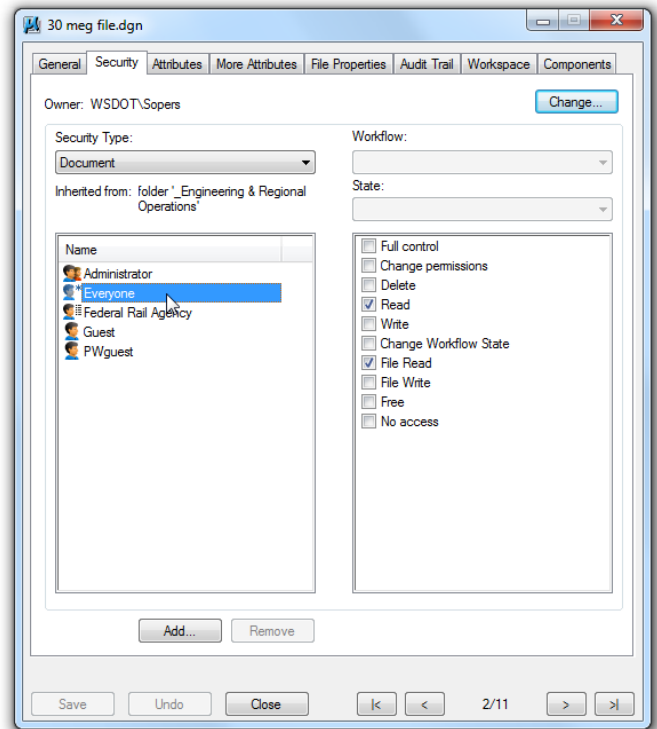 30 meg file.dgn
General Security Attributes More Attributes File Properties Audit Trail Workspace Components
Owner: WSDOT\Sopers
Change...
Security Type:
Document
Inherited from: folder '_Engineering & Regional
Operations'
Workflow:
State:
Name
Administrator
Everyone
Federal Rail Agency
Guest
PWguest
Full control
Change permissions
Delete
Read
Write
Change Workflow State
File Read
File Write
Free
No access
Add... Remove
Save Undo Close |< < 2/11 > >|